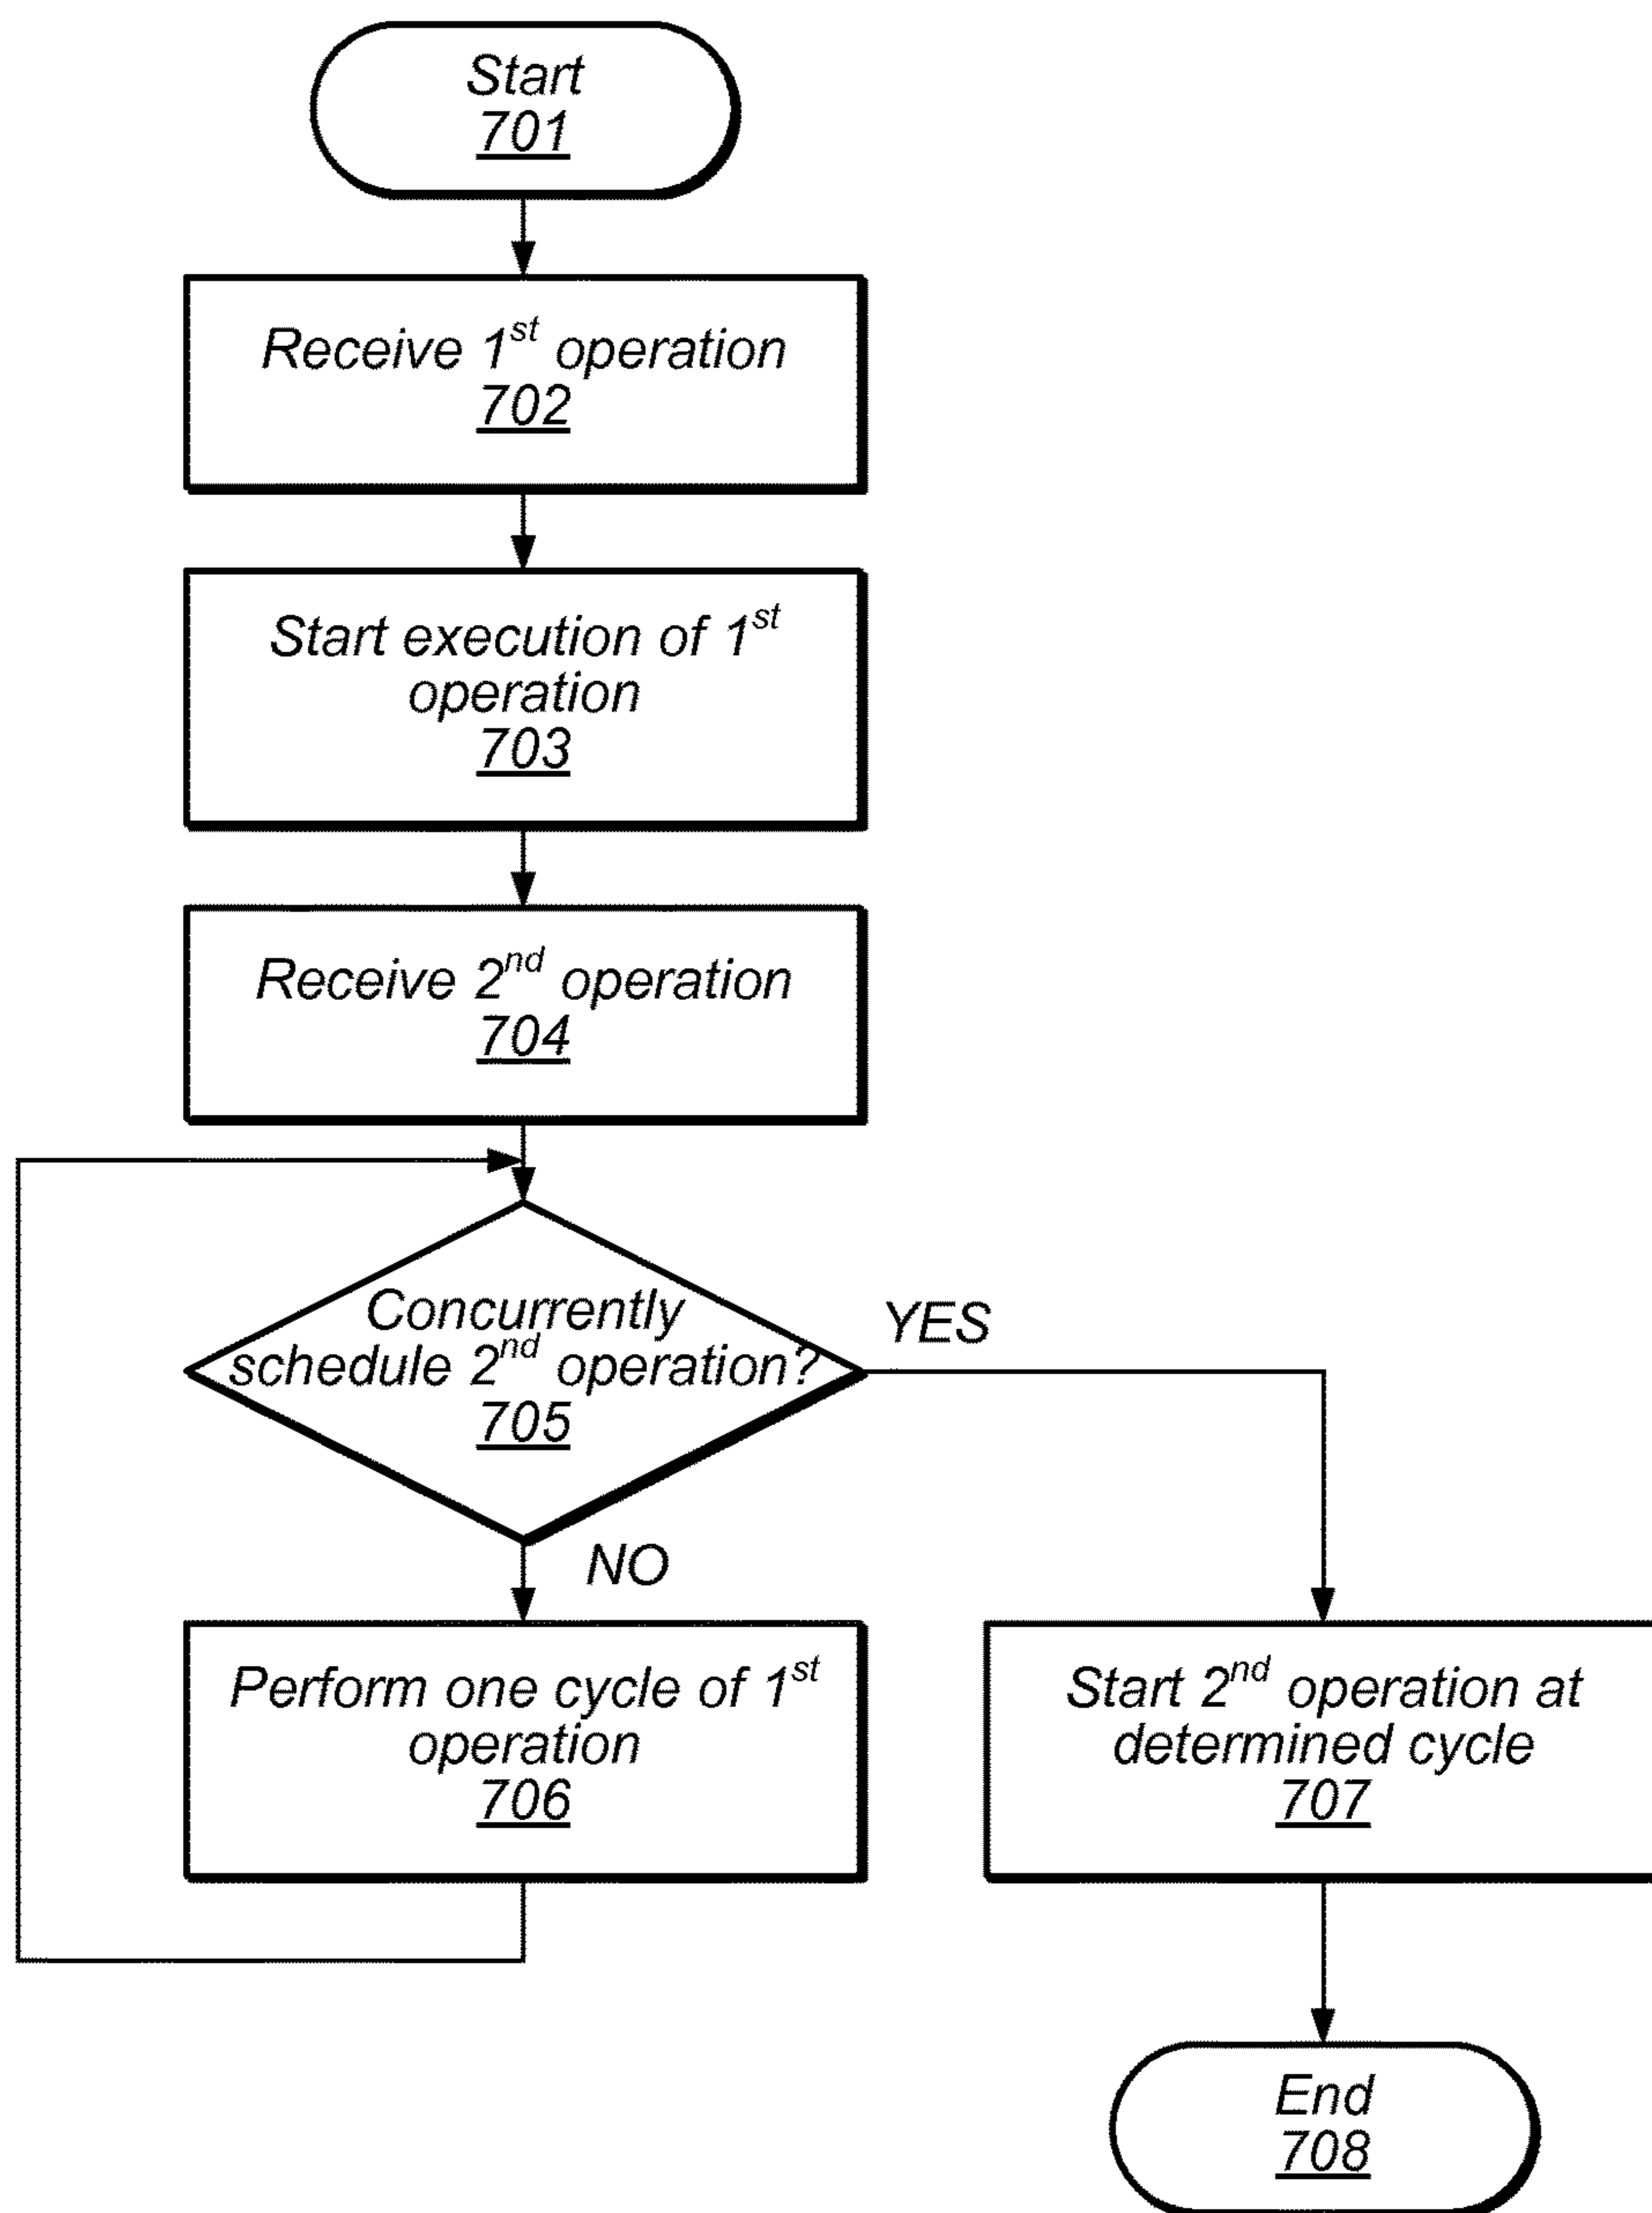 Start
701
Receive 1st operation
702
Start execution of 1st
operation
703
Receive 2nd operation
704
Concurrently
schedule 2nd operation?
705
YES
NO
Perform one cycle of 1st
operation
706
Start 2nd operation at
determined cycle
707
End
708